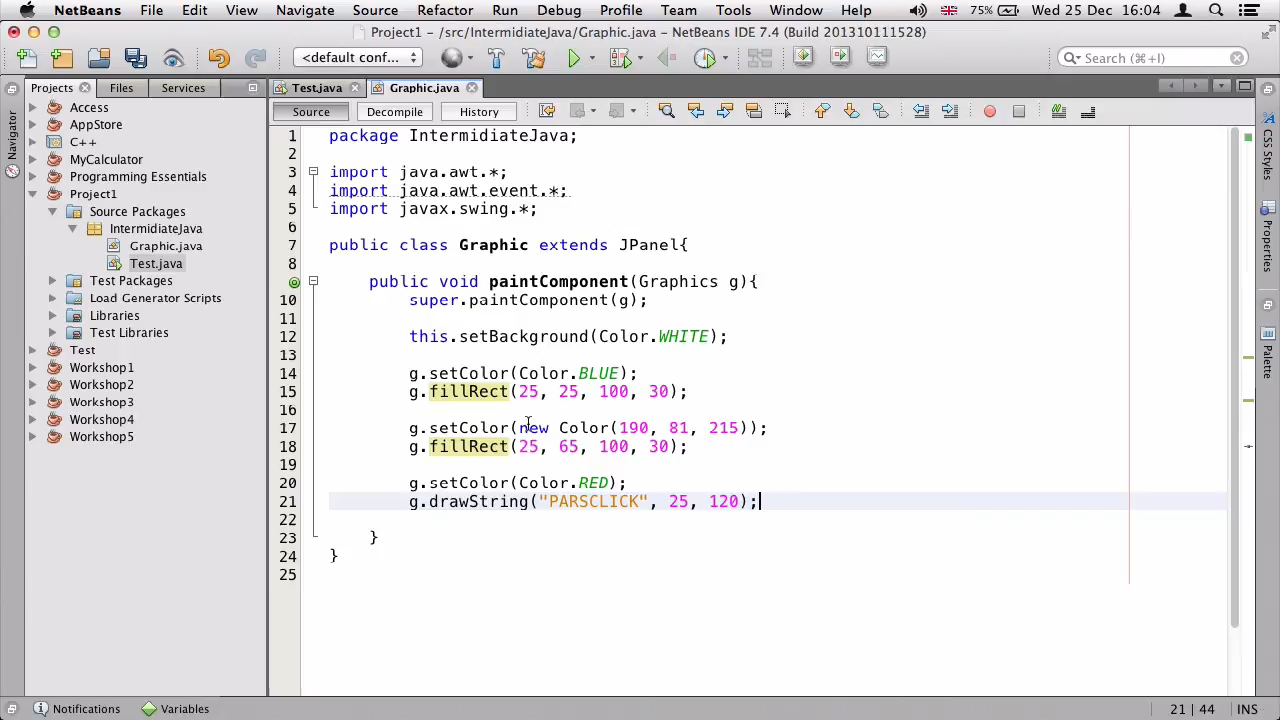 NetBeans File Edit View Navigate Source Refactor Run Debug Profile Team Tools Window Help 75% Wed 25 Dec 16:04
Project1 - /src/IntermidiateJava/Graphic.java - NetBeans IDE 7.4 (Build 201310111528)
<default conf... Search (⌘+I)
Projects Files Services
Test.java Graphic.java
Source Decompile History
Navigator
Access
AppStore
C++
MyCalculator
Programming Essentials
Project1
Source Packages
IntermidiateJava
Graphic.java
Test.java
Test Packages
Load Generator Scripts
Libraries
Test Libraries
Test
Workshop1
Workshop2
Workshop3
Workshop4
Workshop5
1 package IntermidiateJava;
2
3 import java.awt.*;
4 import java.awt.event.*;
5 import javax.swing.*;
6
7 public class Graphic extends JPanel{
8
public void paintComponent(Graphics g){
10 super.paintComponent(g);
11
12 this.setBackground(Color.WHITE);
13
14 g.setColor(Color.BLUE);
15 g.fillRect(25, 25, 100, 30);
16
17 g.setColor(new Color(190, 81, 215));
18 g.fillRect(25, 65, 100, 30);
19
20 g.setColor(Color.RED);
21 g.drawString("PARSCLICK", 25, 120);
22
23 }
24 }
25
CSS Styles
Properties
Palette
Notifications Variables 21 | 44 INS